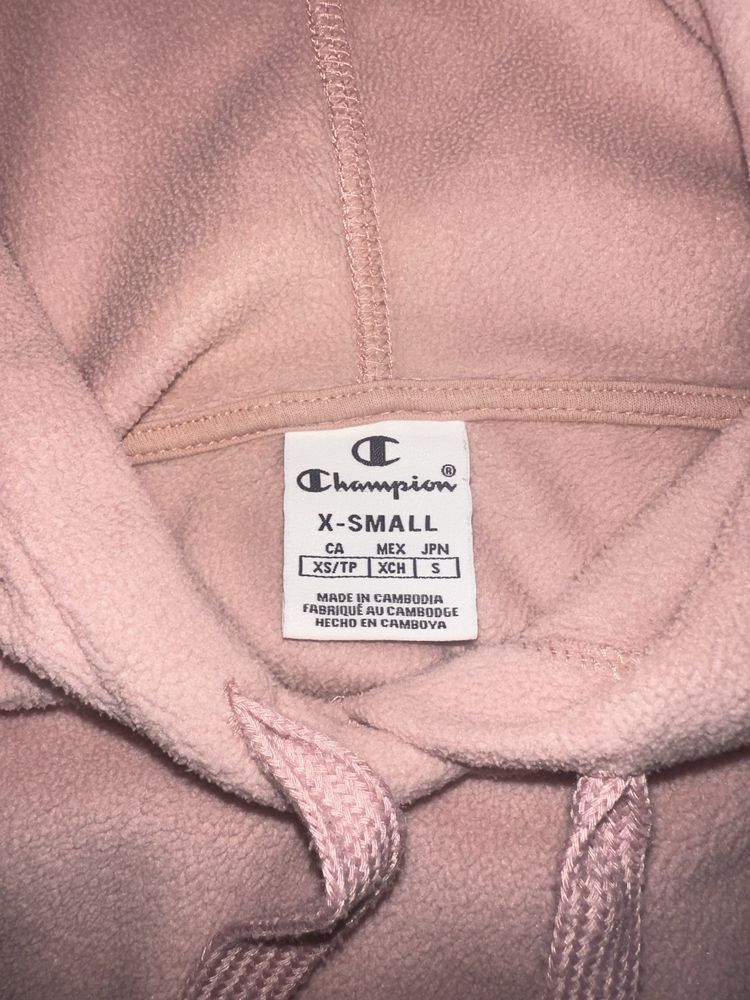 Champion®
X-SMALL
CA MEX JPN
XS/TP XCH S
MADE IN CAMBODIA
FABRIQUÉ AU CAMBODGE
HECHO EN CAMBOYA